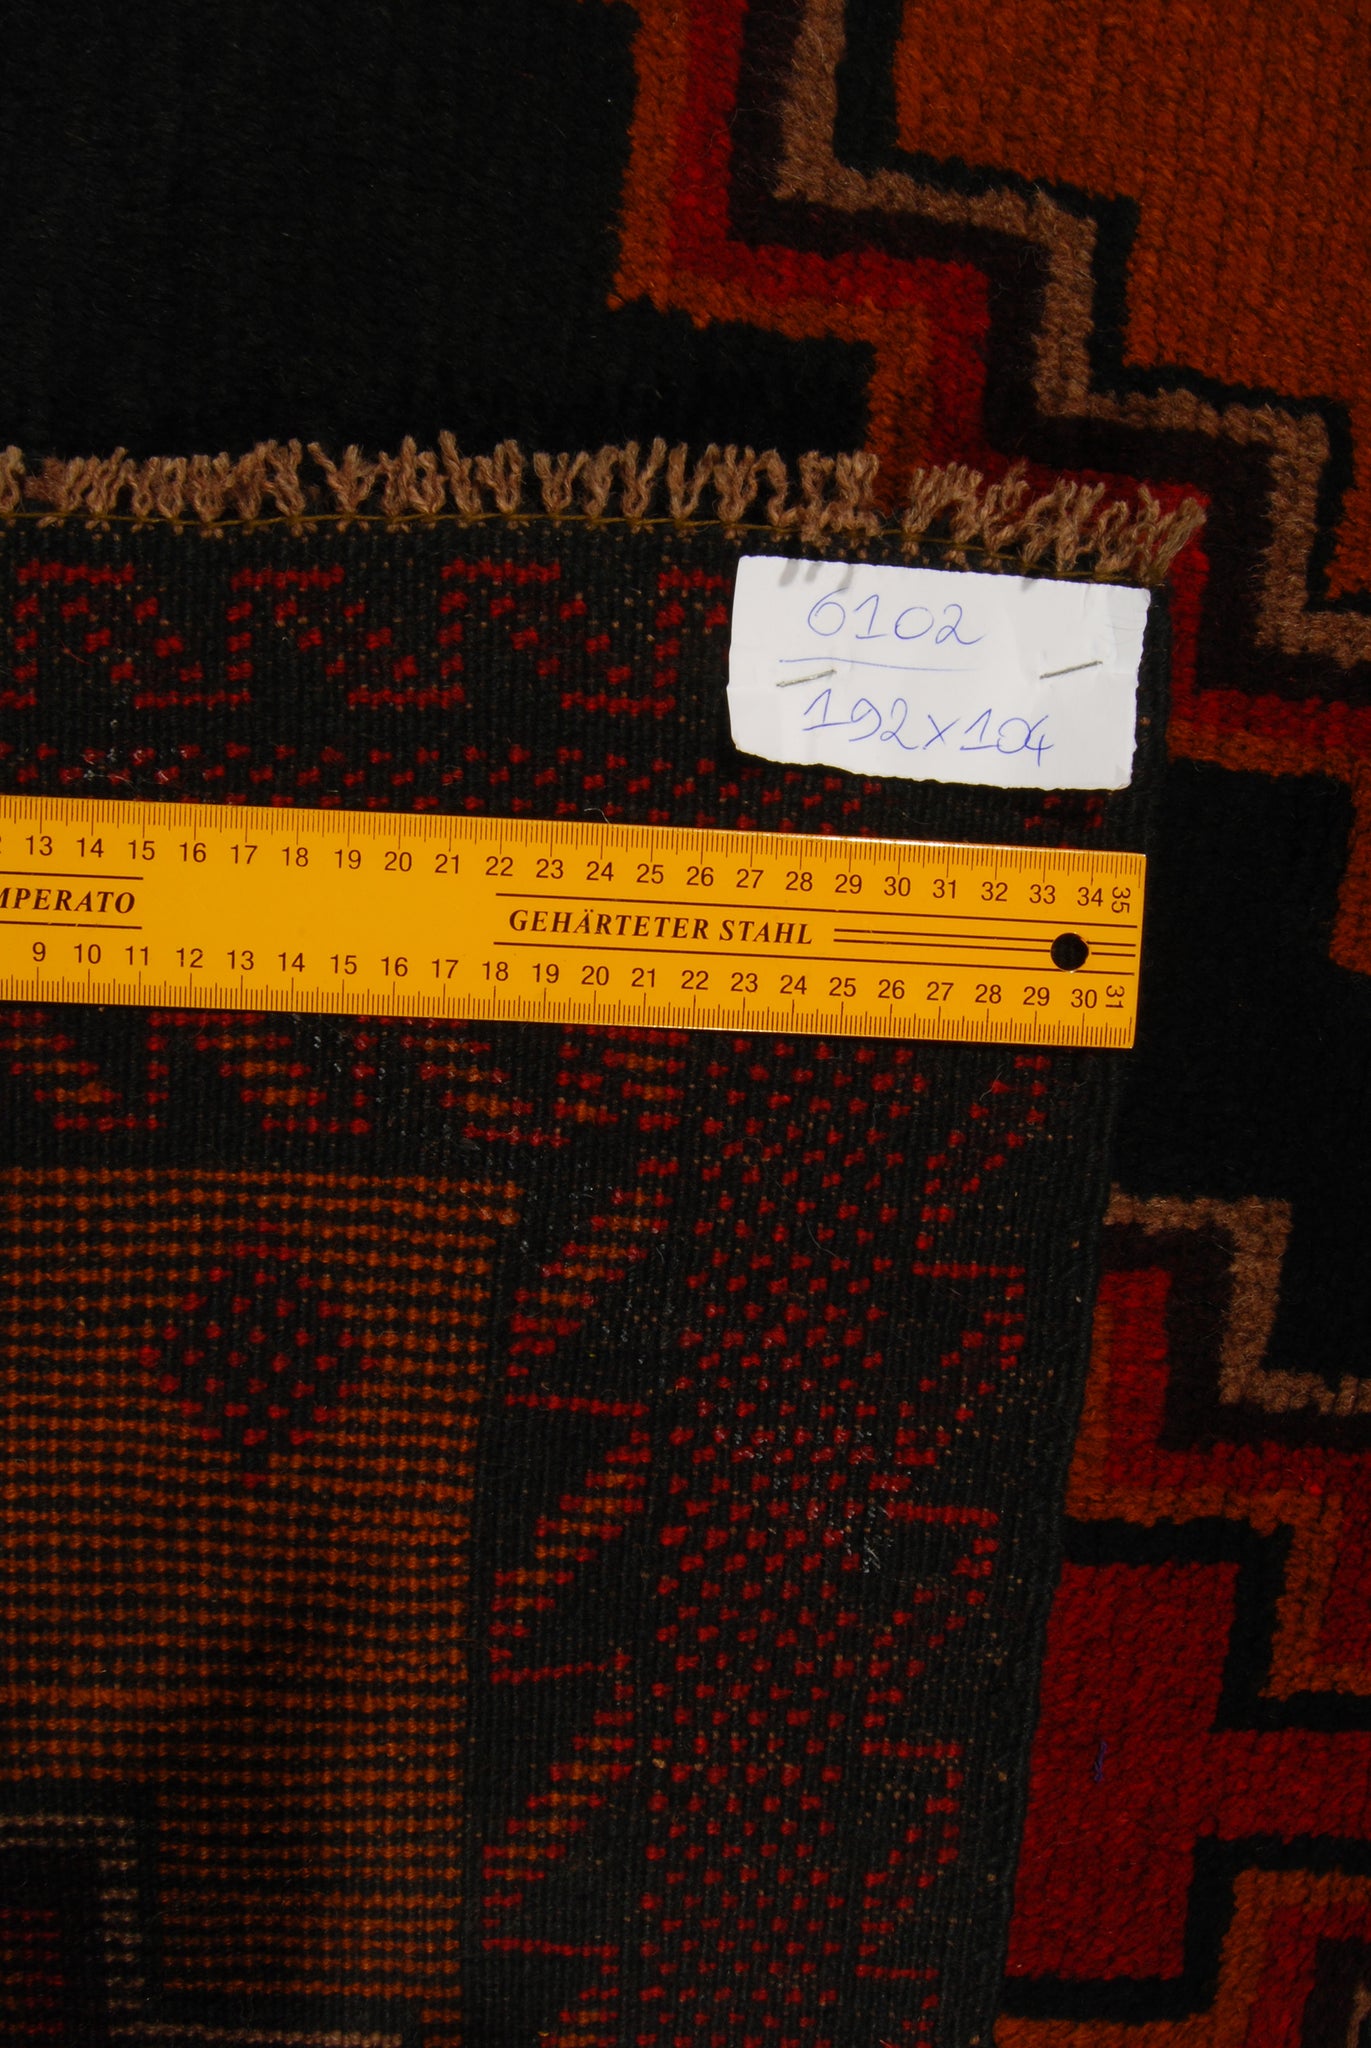 6102
192x104
12 13 14 15 16 17 18 19 20 21 22 23 24 25 26 27 28 29 30 31 32 33 34 35
MPERATO
GEHÄRTETER STAHL
9 10 11 12 13 14 15 16 17 18 19 20 21 22 23 24 25 26 27 28 29 30 31